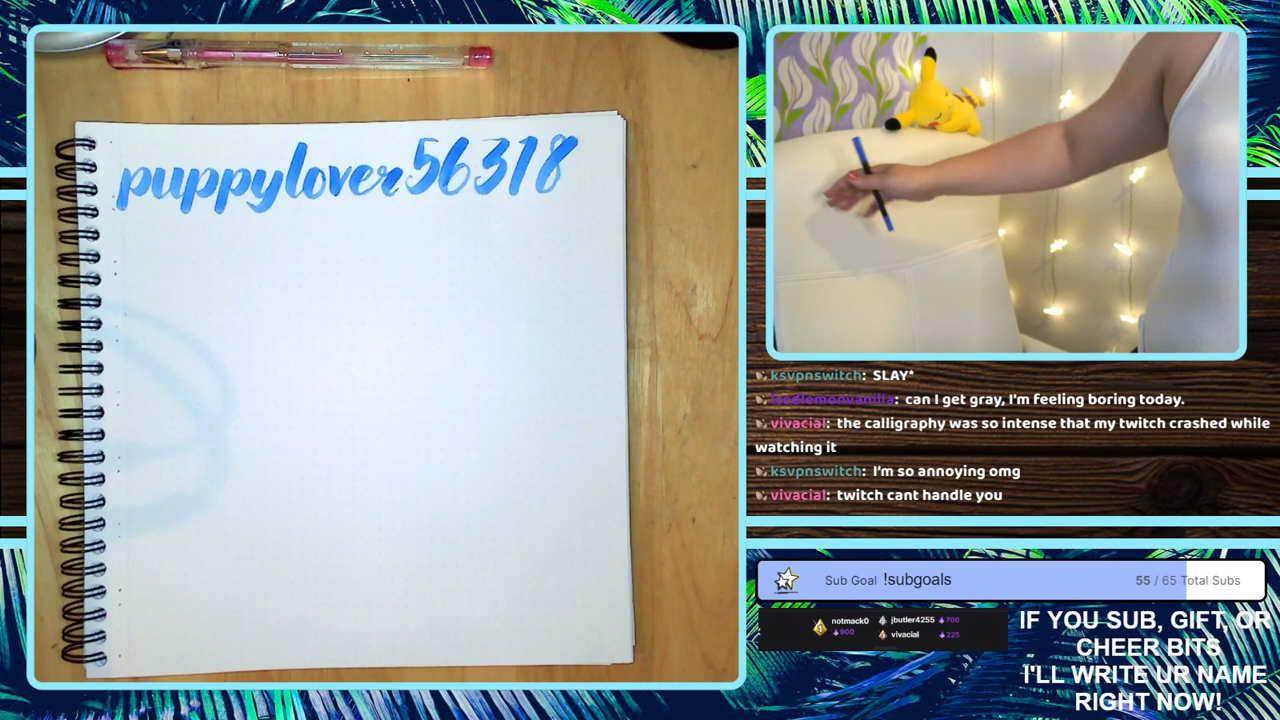 puppylover56318
ksvpnswitch: SLAY*
icedlemonvanilla: can I get gray, I'm feeling boring today.
vivacial: the calligraphy was so intense that my twitch crashed while
watching it
ksvpnswitch: I'm so annoying omg
vivacial: twitch cant handle you
Sub Goal !subgoals 55 / 65 Total Subs
1 notmack0 900
jbutler4255 700
vivacial 225
IF YOU SUB, GIFT, OR
CHEER BITS
I'LL WRITE UR NAME
RIGHT NOW!